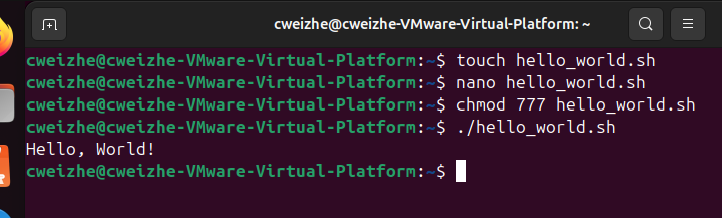 cweizhe@cweizhe-VMware-Virtual-Platform: ~
cweizhe@cweizhe-VMware-Virtual-Platform:~$ touch hello_world.sh
cweizhe@cweizhe-VMware-Virtual-Platform:~$ nano hello_world.sh
cweizhe@cweizhe-VMware-Virtual-Platform:~$ chmod 777 hello_world.sh
cweizhe@cweizhe-VMware-Virtual-Platform:~$ ./hello_world.sh
Hello, World!
cweizhe@cweizhe-VMware-Virtual-Platform:~$